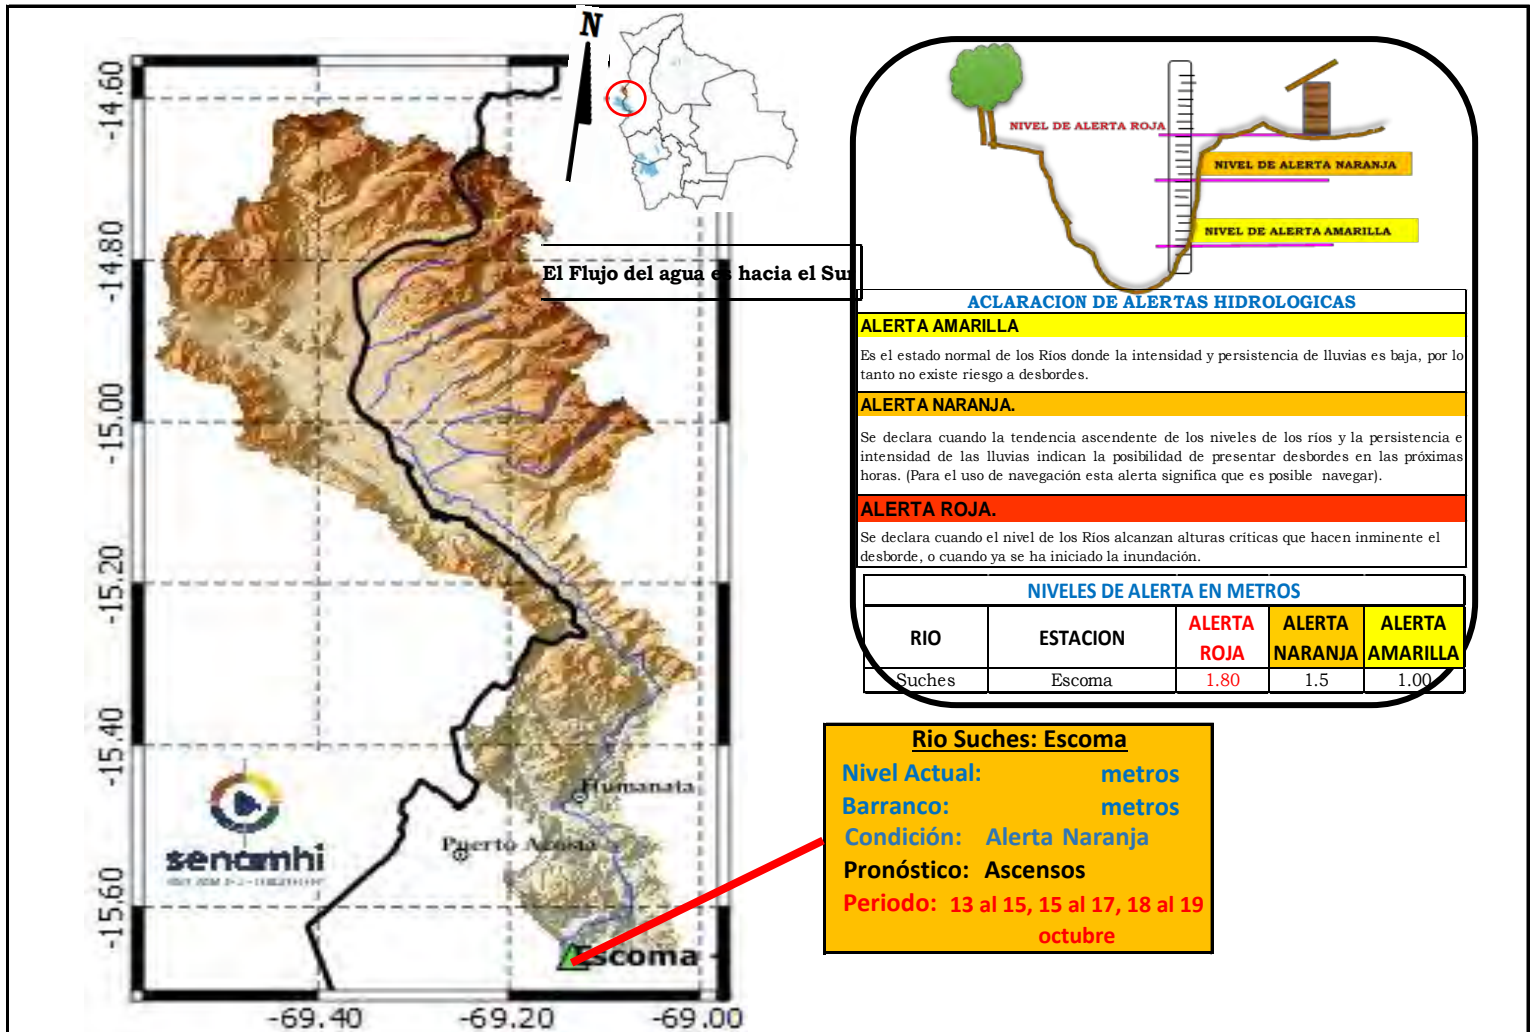 N
-14.60
-14.80
-15.00
-15.20
-15.40
-15.60
-69.40
-69.20
-69.00
El Flujo del agua es hacia el Sur
Humanata
Puerto Acosta
Escoma
senamhi
NIVEL DE ALERTA ROJA
NIVEL DE ALERTA NARANJA
NIVEL DE ALERTA AMARILLA
ACLARACION DE ALERTAS HIDROLOGICAS
ALERTA AMARILLA
Es el estado normal de los Ríos donde la intensidad y persistencia de lluvias es baja, por lo
tanto no existe riesgo a desbordes.
ALERTA NARANJA.
Se declara cuando la tendencia ascendente de los niveles de los ríos y la persistencia e
intensidad de las lluvias indican la posibilidad de presentar desbordes en las próximas
horas. (Para el uso de navegación esta alerta significa que es posible navegar).
ALERTA ROJA.
Se declara cuando el nivel de los Ríos alcanzan alturas críticas que hacen inminente el
desborde, o cuando ya se ha iniciado la inundación.
NIVELES DE ALERTA EN METROS
RIO ESTACION ALERTA ROJA ALERTA NARANJA ALERTA AMARILLA
Suches Escoma 1.80 1.5 1.00
Rio Suches: Escoma
Nivel Actual: metros
Barranco: metros
Condición: Alerta Naranja
Pronóstico: Ascensos
Periodo: 13 al 15, 15 al 17, 18 al 19
octubre